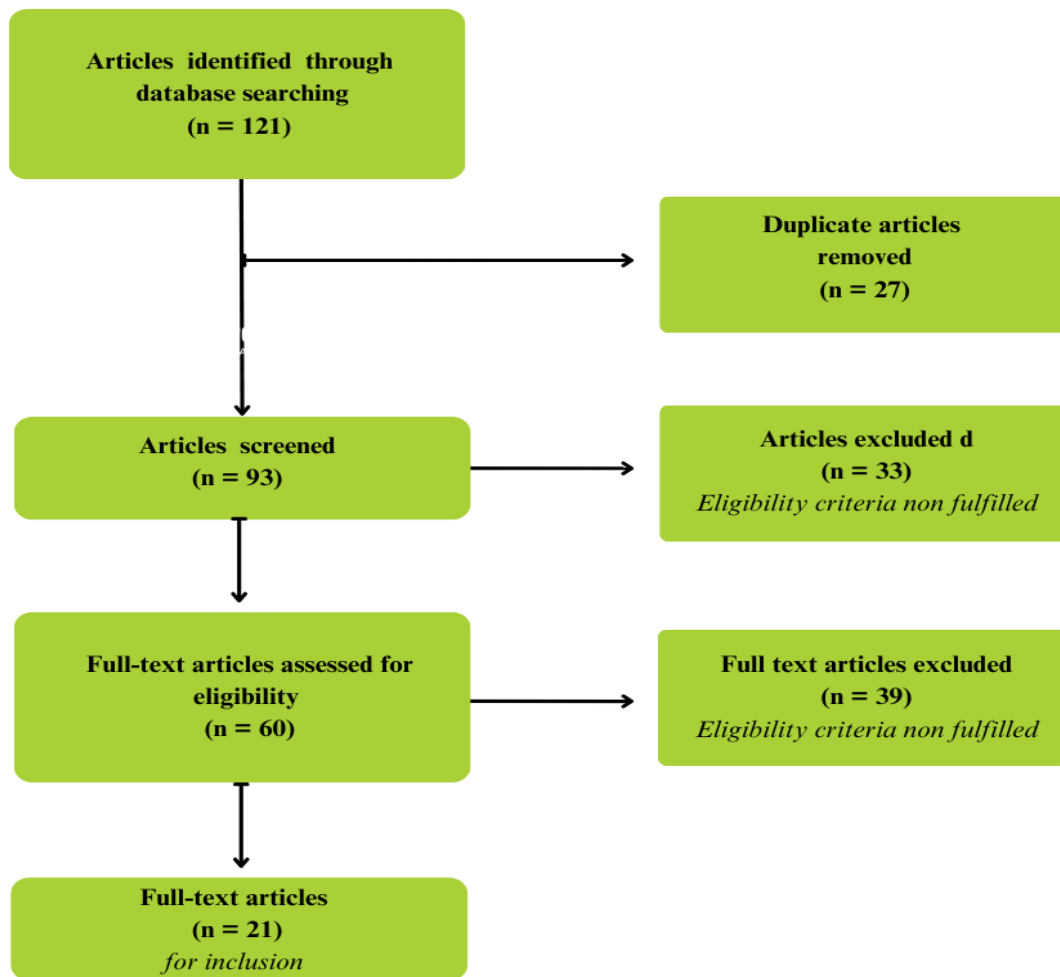 Articles identified through
database searching
(n = 121)
Duplicate articles
removed
(n = 27)
Articles screened
(n = 93)
Articles excluded d
(n = 33)
Eligibility criteria non fulfilled
Full-text articles assessed for
eligibility
(n = 60)
Full text articles excluded
(n = 39)
Eligibility criteria non fulfilled
Full-text articles
(n = 21)
for inclusion